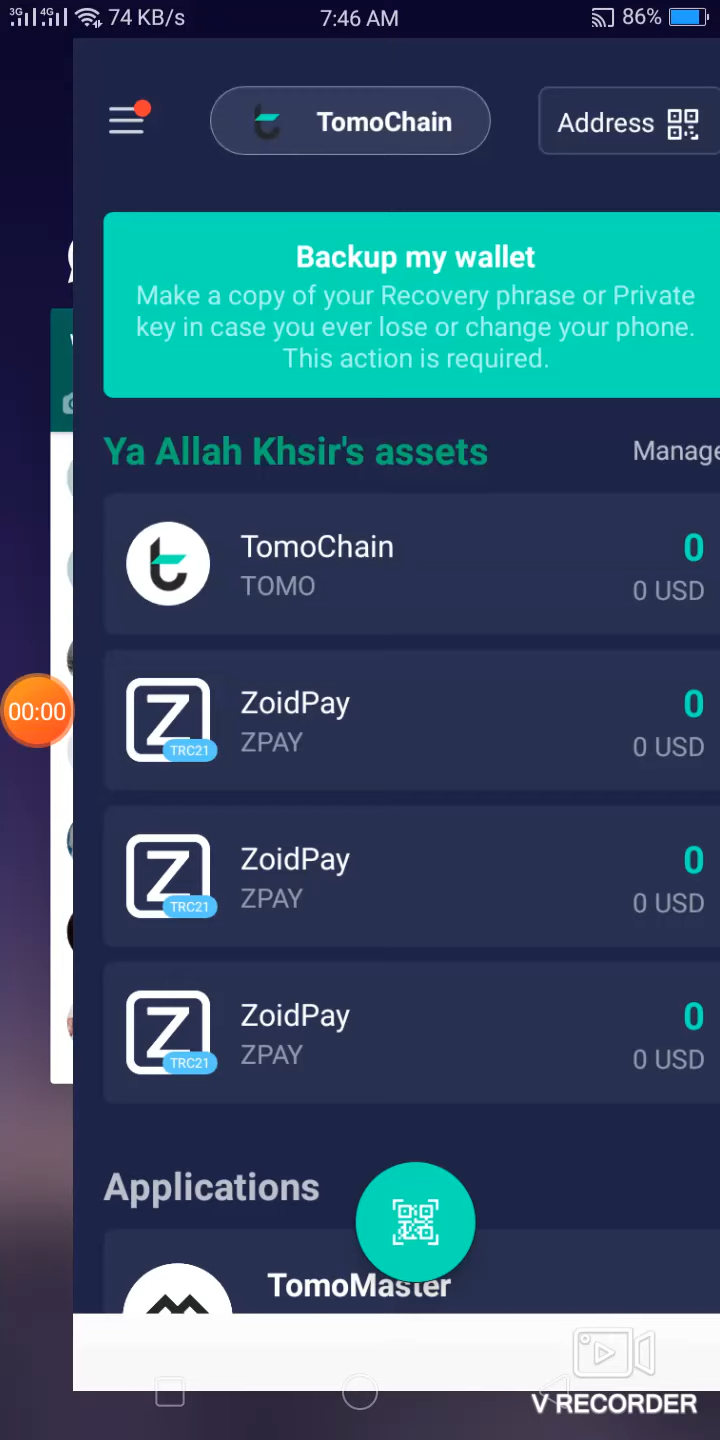 3G 4G 74 KB/s 7:46 AM 86%
TomoChain
Address
Backup my wallet
Make a copy of your Recovery phrase or Private
key in case you ever lose or change your phone.
This action is required.
Ya Allah Khsir's assets Manage
TomoChain 0
TOMO 0 USD
ZoidPay 0
TRC21 ZPAY 0 USD
00:00
ZoidPay 0
TRC21 ZPAY 0 USD
ZoidPay 0
TRC21 ZPAY 0 USD
Applications
TomoMaster
V RECORDER